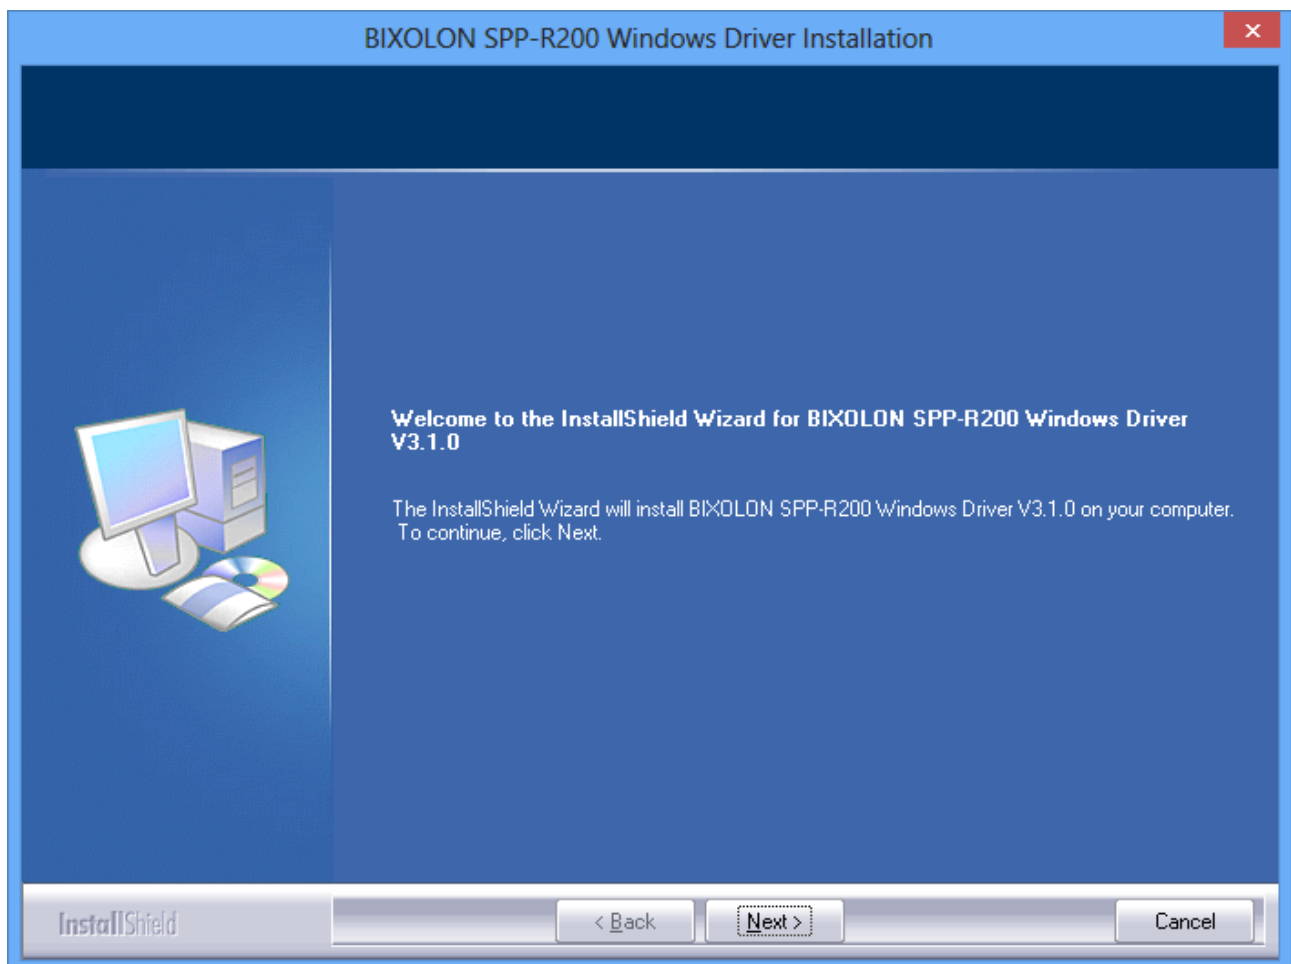 BIXOLON SPP-R200 Windows Driver Installation
Welcome to the InstallShield Wizard for BIXOLON SPP-R200 Windows Driver
V3.1.0
The InstallShield Wizard will install BIXOLON SPP-R200 Windows Driver V3.1.0 on your computer.
To continue, click Next.
InstallShield
< Back
Next >
Cancel